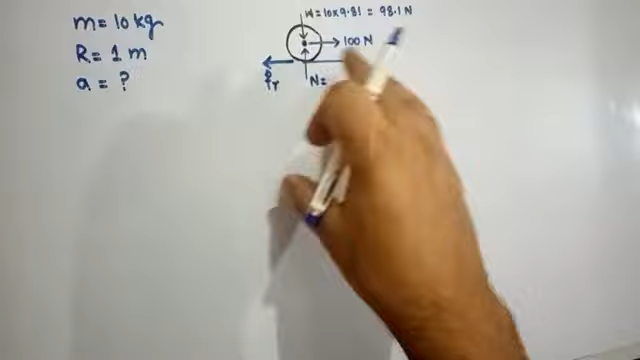 m = 10 kg
R = 1 m
a = ?
W = 10×9.81 = 98.1 N
100 N
fr
N =